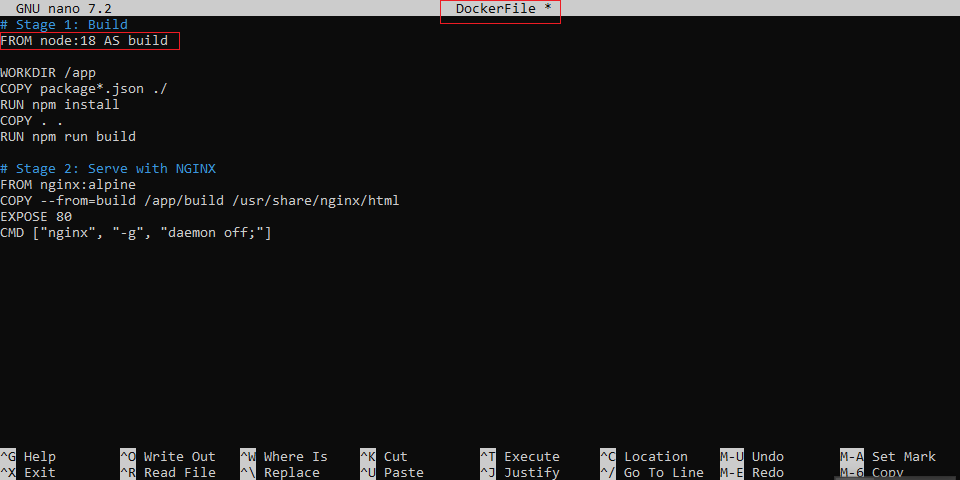 GNU nano 7.2 DockerFile *
# Stage 1: Build
FROM node:18 AS build
WORKDIR /app
COPY package*.json ./
RUN npm install
COPY . .
RUN npm run build
# Stage 2: Serve with NGINX
FROM nginx:alpine
COPY --from=build /app/build /usr/share/nginx/html
EXPOSE 80
CMD ["nginx", "-g", "daemon off;"]
^G Help ^O Write Out ^W Where Is ^K Cut ^T Execute ^C Location M-U Undo M-A Set Mark
^X Exit ^R Read File ^\ Replace ^U Paste ^J Justify ^/ Go To Line M-E Redo M-6 Copy